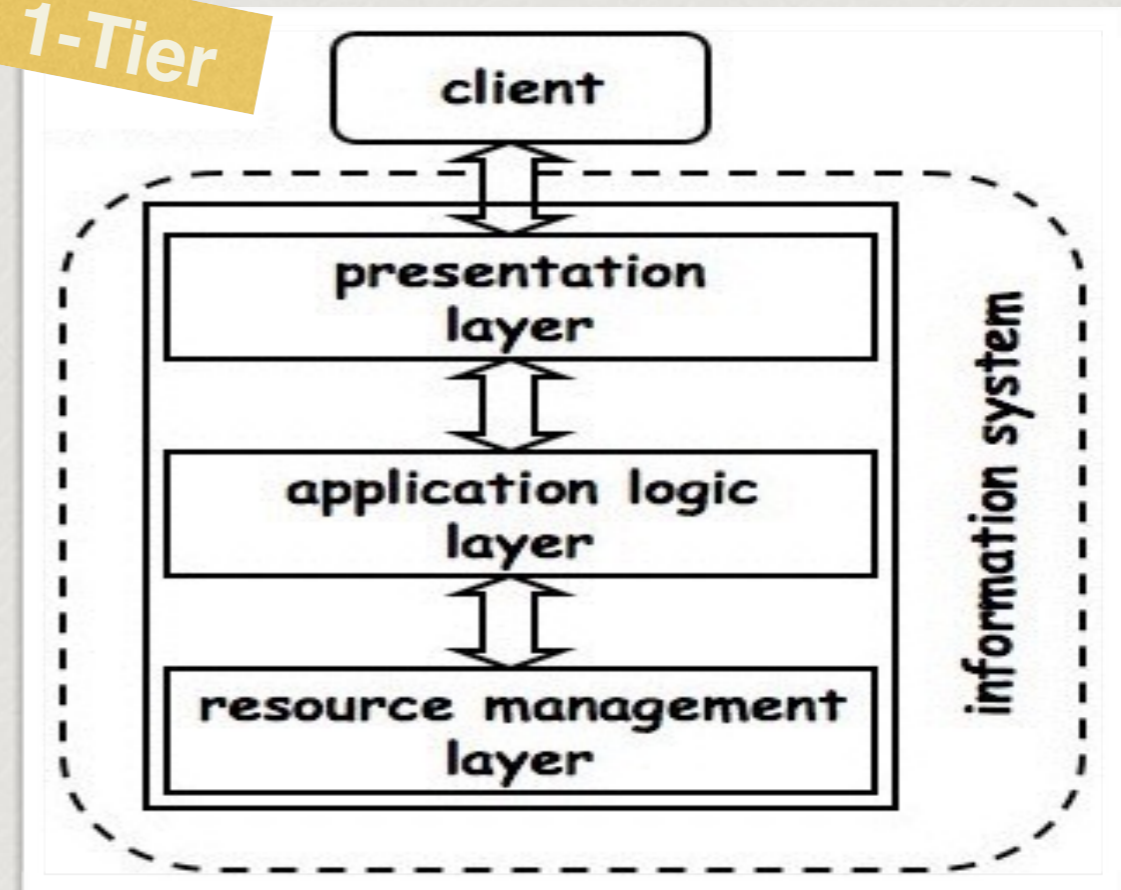 1-Tier
client
presentation
layer
application logic
layer
resource management
layer
information system